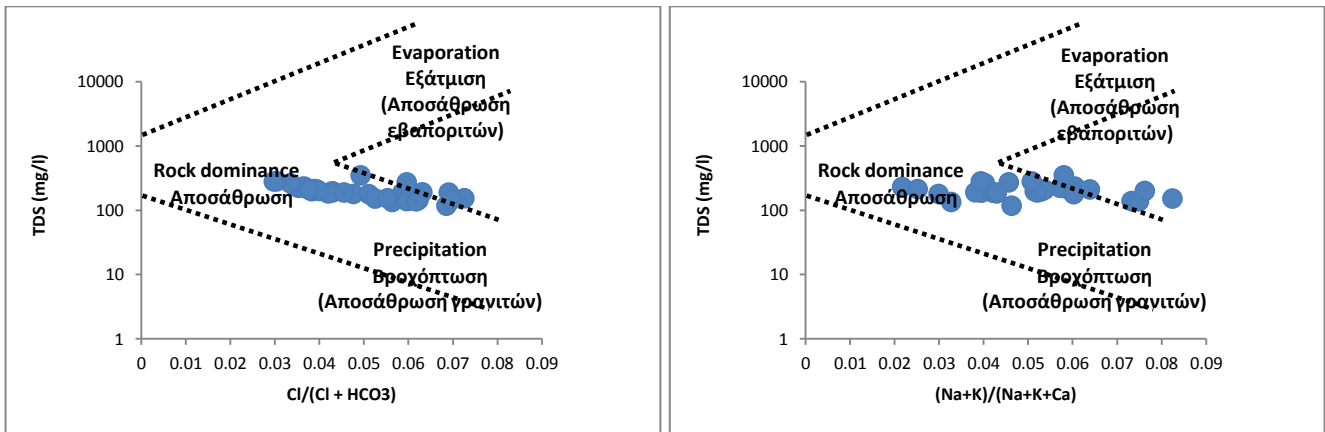 Evaporation
Εξάτμιση
(Αποσάθρωση
εβαποριτών)
10000
1000
100
10
1
TDS (mg/l)
Rock dominance
Αποσάθρωση
Precipitation
Βροχόπτωση
(Αποσάθρωση γρανιτών)
0 0.01 0.02 0.03 0.04 0.05 0.06 0.07 0.08 0.09
Cl/(Cl + HCO3)
Evaporation
Εξάτμιση
(Αποσάθρωση
εβαποριτών)
10000
1000
100
10
1
TDS (mg/l)
Rock dominance
Αποσάθρωση
Precipitation
Βροχόπτωση
(Αποσάθρωση γρανιτών)
0 0.01 0.02 0.03 0.04 0.05 0.06 0.07 0.08 0.09
(Na+K)/(Na+K+Ca)